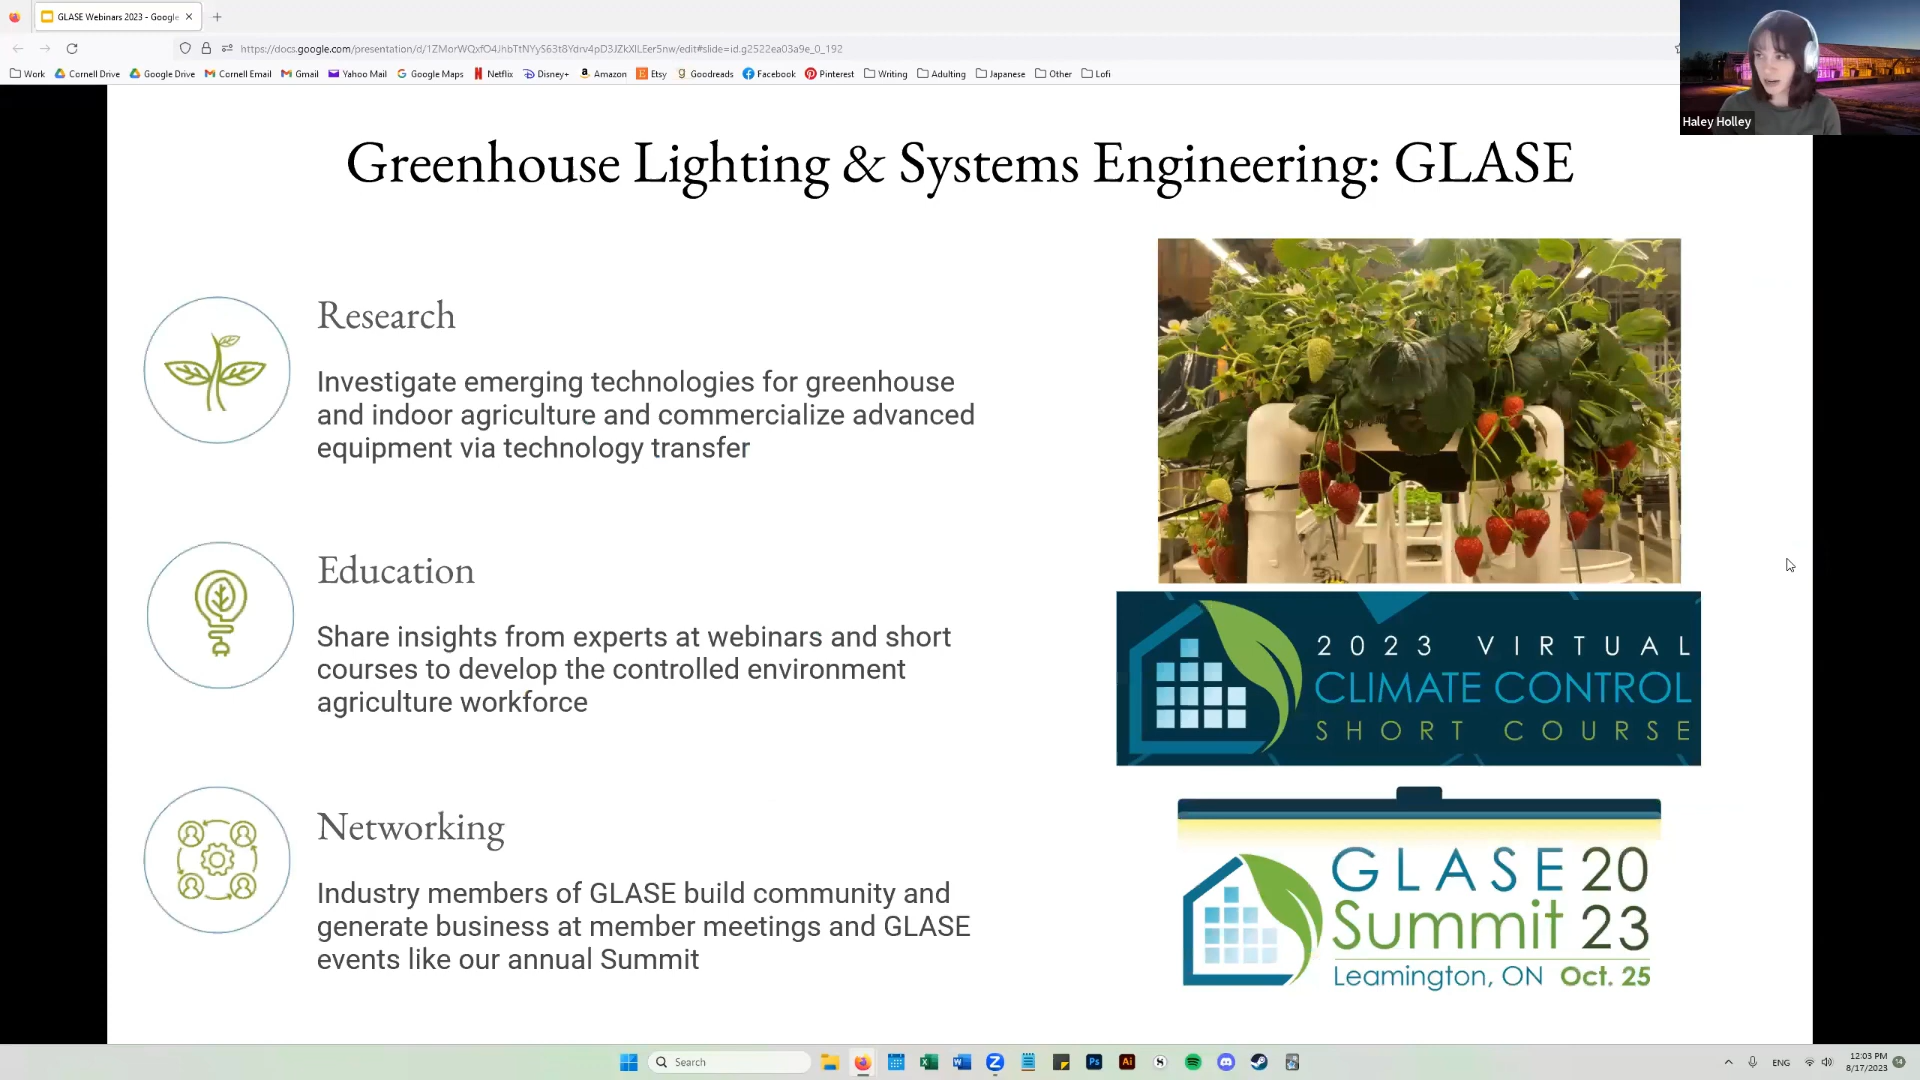 GLASE Webinars 2023 - Google
https://docs.google.com/presentation/d/1ZMorWQxfO4JhbTtNYyS63t8Ydrv4pD3JZkXlLEer5nw/edit#slide=id.g2522ea03a9e_0_192
Work Cornell Drive Google Drive Cornell Email Gmail Yahoo Mail Google Maps Netflix Disney+ Amazon Etsy Goodreads Facebook Pinterest Writing Adulting Japanese Other Lofi
Haley Holley
Greenhouse Lighting & Systems Engineering: GLASE
Research
Investigate emerging technologies for greenhouse
and indoor agriculture and commercialize advanced
equipment via technology transfer
Education
Share insights from experts at webinars and short
courses to develop the controlled environment
agriculture workforce
Networking
Industry members of GLASE build community and
generate business at member meetings and GLASE
events like our annual Summit
2023 VIRTUAL
CLIMATE CONTROL
SHORT COURSE
GLASE 20
Summit 23
Leamington, ON Oct. 25
Search
ENG
12:03 PM
8/17/2023